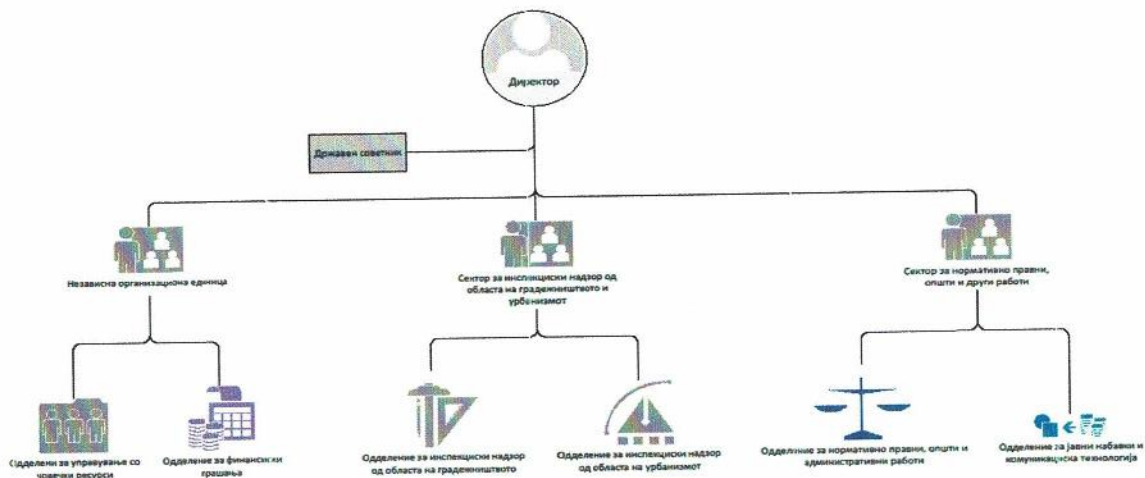 Директор
Државен советник
Независна организациона единица
Сектор за инспекциски надзор од
областа на градежништвото и
урбанизмот
Сектор за нормативно правни,
општи и други работи
Одделени за управување со
човечки ресурси
Одделение за финансиски
прашања
Одделение за инспекциски надзор
од областа на градежништвото
Одделение за инспекциски надзор
од областа на урбанизмот
Одделение за нормативно правни, општи и
административни работи
Одделение за јавни набавки и
комуникациска технологија